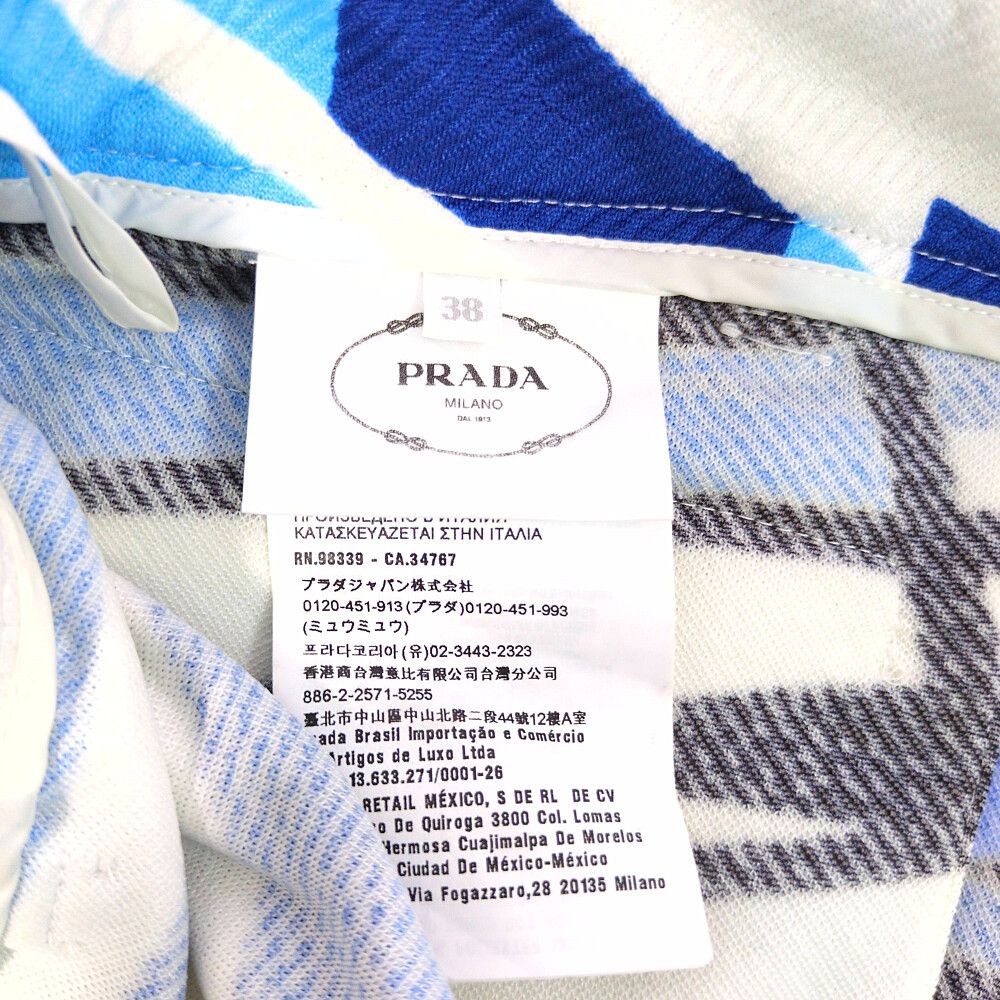 38
PRADA
MILANO
DAL 1913
ΚΑΤΑΣΚΕΥΑΖΕΤΑΙ ΣΤΗΝ ΙΤΑΛΙΑ
RN.98339 - CA.34767
プラダジャパン株式会社
0120-451-913(プラダ)0120-451-993
(ミュウミュウ)
프라다코리아(유)02-3443-2323
香港商台灣意比有限公司台灣分公司
886-2-2571-5255
臺北市中山區中山北路二段44號12樓A室
Brasil Importação e Comércio
Artigos de Luxo Ltda
13.633.271/0001-26
RETAIL MÉXICO, S DE RL DE CV
De Quiroga 3800 Col. Lomas
Hermosa Cuajimalpa De Morelos
Ciudad De México-México
Via Fogazzaro,28 20135 Milano